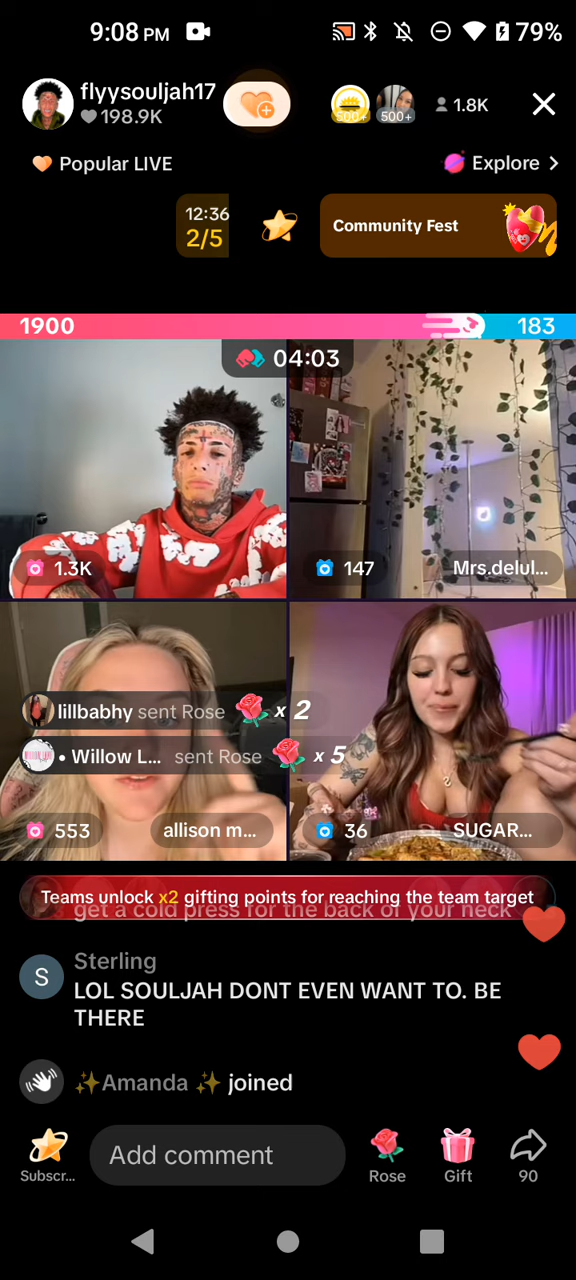 9:08 PM
79%
flyysouljah17
198.9K
500+
500+
1.8K
Popular LIVE
Explore >
12:36
2/5
Community Fest
1900
183
04:03
1.3K
147
Mrs.delul...
lillbabhy sent Rose x 2
• Willow L... sent Rose x 5
553
allison m...
36
SUGAR...
Teams unlock x2 gifting points for reaching the team target
get a cold press for the back of your neck
S
Sterling
LOL SOULJAH DONT EVEN WANT TO. BE
THERE
✨Amanda ✨ joined
Subscr...
Add comment
Rose
Gift
90